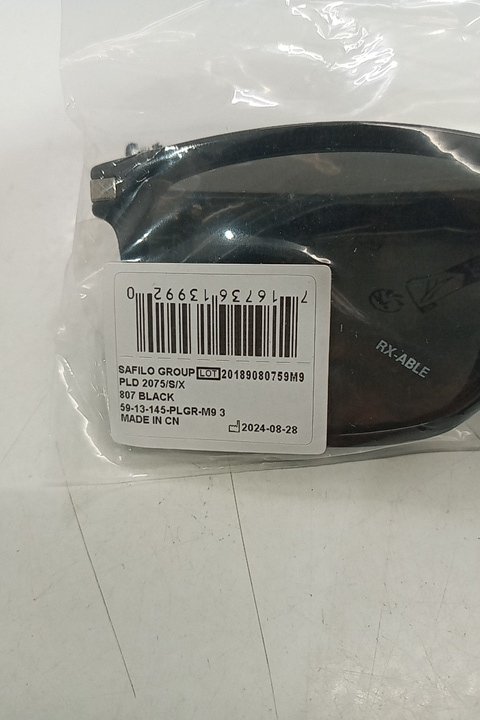 7 16736 13992 0
SAFILO GROUP LOT 20189080759M9
PLD 2075/S/X
807 BLACK
59-13-145-PLGR-M9 3
MADE IN CN
2024-08-28
RX-ABLE